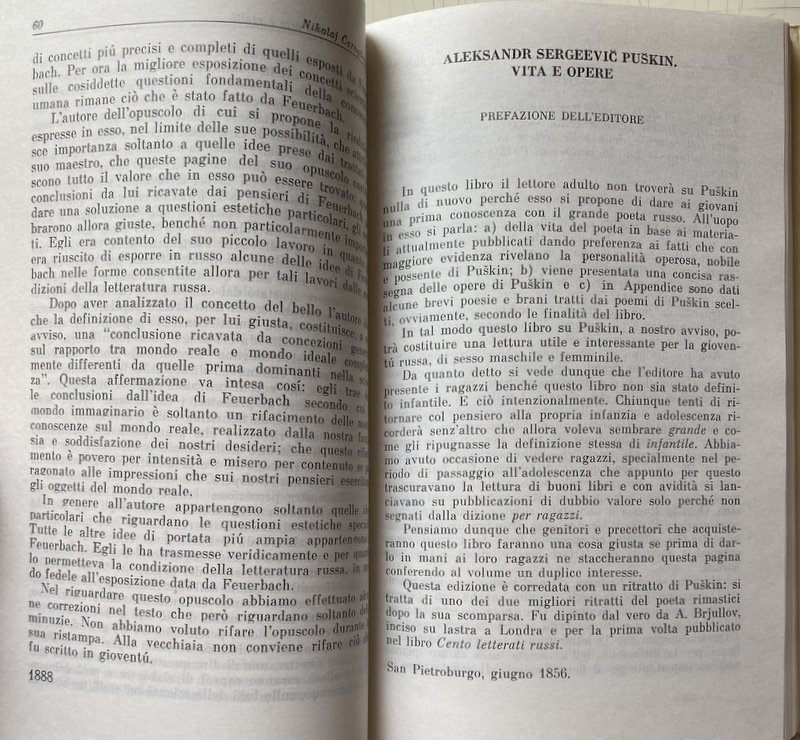 60
Nikolaj
di concetti piú precisi e completi di quelli esposti da
bach. Per ora la migliore esposizione dei concetti
sulle cosiddette questioni fondamentali della
umana rimane ciò che è stato fatto da Feuerbach.
L'autore dell'opuscolo di cui si propone la
espresse in esso, nel limite delle sue possibilità, che
sce importanza soltanto a quelle idee prese dai
suo maestro, che queste pagine del suo opuscolo
scono tutto il valore che in esso può essere trovato;
conclusioni da lui ricavate dai pensieri di Feuerbach
dare una soluzione a questioni estetiche particolari, gli
brarono allora giuste, benché non particolarmente
ti. Egli era contento del suo piccolo lavoro in quanto
era riuscito di esporre in russo alcune delle idee di
bach nelle forme consentite allora per tali lavori dalle
dizioni della letteratura russa.
Dopo aver analizzato il concetto del bello l'autore
che la definizione di esso, per lui giusta, costituisce, a
avviso, una "conclusione ricavata da concezioni
sul rapporto tra mondo reale e mondo ideale
mente differenti da quelle prima dominanti nella
za". Questa affermazione va intesa cosí: egli trae
le conclusioni dall'idea di Feuerbach secondo cui
mondo immaginario è soltanto un rifacimento delle
conoscenze sul mondo reale, realizzato dalla nostra
sia e soddisfazione dei nostri desideri; che questo
mento è povero per intensità e misero per contenuto se
ragonato alle impressioni che sui nostri pensieri
gli oggetti del mondo reale.
In genere all'autore appartengono soltanto quelle
particolari che riguardano le questioni estetiche
Tutte le altre idee di portata piú ampia appartengono
Feuerbach. Egli le ha trasmesse veridicamente e per
lo permetteva la condizione della letteratura russa, in
do fedele all'esposizione data da Feuerbach.
Nel riguardare questo opuscolo abbiamo effettuato
ne correzioni nel testo che però riguardano soltanto
minuzie. Non abbiamo voluto rifare l'opuscolo durante
sua ristampa. Alla vecchiaia non conviene rifare ciò
fu scritto in gioventú.
1888
ALEKSANDR SERGEEVIČ PUŠKIN.
VITA E OPERE
PREFAZIONE DELL'EDITORE
In questo libro il lettore adulto non troverà su Puškin
nulla di nuovo perché esso si propone di dare ai giovani
una prima conoscenza con il grande poeta russo. All'uopo
in esso si parla: a) della vita del poeta in base ai materia-
li attualmente pubblicati dando preferenza ai fatti che con
maggiore evidenza rivelano la personalità operosa, nobile
e possente di Puškin; b) viene presentata una concisa ras-
segna delle opere di Puškin e c) in Appendice sono dati
alcune brevi poesie e brani tratti dai poemi di Puškin scel-
ti, ovviamente, secondo le finalità del libro.
In tal modo questo libro su Puškin, a nostro avviso, po-
trà costituire una lettura utile e interessante per la gioven-
tú russa, di sesso maschile e femminile.
Da quanto detto si vede dunque che l'editore ha avuto
presente i ragazzi benché questo libro non sia stato defini-
to infantile. E ciò intenzionalmente. Chiunque tenti di ri-
tornare col pensiero alla propria infanzia e adolescenza ri-
corderà senz'altro che allora voleva sembrare grande e co-
me gli ripugnasse la definizione stessa di infantile. Abbia-
mo avuto occasione di vedere ragazzi, specialmente nel pe-
riodo di passaggio all'adolescenza che appunto per questo
trascuravano la lettura di buoni libri e con avidità si lan-
ciavano su pubblicazioni di dubbio valore solo perché non
segnati dalla dizione per ragazzi.
Pensiamo dunque che genitori e precettori che acquiste-
ranno questo libro faranno una cosa giusta se prima di dar-
lo in mani ai loro ragazzi ne staccheranno questa pagina
conferendo al volume un duplice interesse.
Questa edizione è corredata con un ritratto di Puškin: si
tratta di uno dei due migliori ritratti del poeta rimastici
dopo la sua scomparsa. Fu dipinto dal vero da A. Brjullov,
inciso su lastra a Londra e per la prima volta pubblicato
nel libro Cento letterati russi.
San Pietroburgo, giugno 1856.